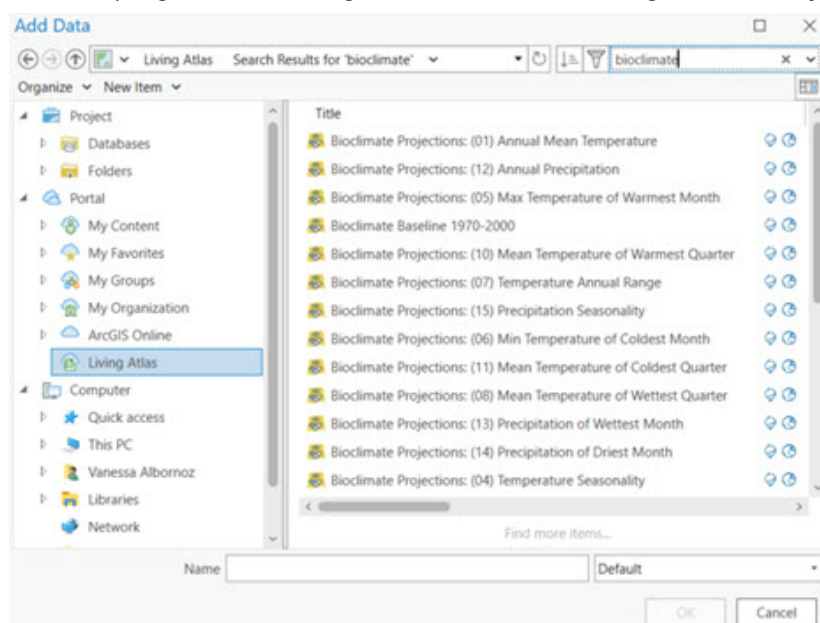 Add Data
Living Atlas Search Results for 'bioclimate' bioclimate
Organize New Item
Project
Databases
Folders
Portal
My Content
My Favorites
My Groups
My Organization
ArcGIS Online
Living Atlas
Computer
Quick access
This PC
Vanessa Albornoz
Libraries
Network
Title
Bioclimate Projections: (01) Annual Mean Temperature
Bioclimate Projections: (12) Annual Precipitation
Bioclimate Projections: (05) Max Temperature of Warmest Month
Bioclimate Baseline 1970-2000
Bioclimate Projections: (10) Mean Temperature of Warmest Quarter
Bioclimate Projections: (07) Temperature Annual Range
Bioclimate Projections: (15) Precipitation Seasonality
Bioclimate Projections: (06) Min Temperature of Coldest Month
Bioclimate Projections: (11) Mean Temperature of Coldest Quarter
Bioclimate Projections: (08) Mean Temperature of Wettest Quarter
Bioclimate Projections: (13) Precipitation of Wettest Month
Bioclimate Projections: (14) Precipitation of Driest Month
Bioclimate Projections: (04) Temperature Seasonality
Find more items...
Name Default
OK Cancel